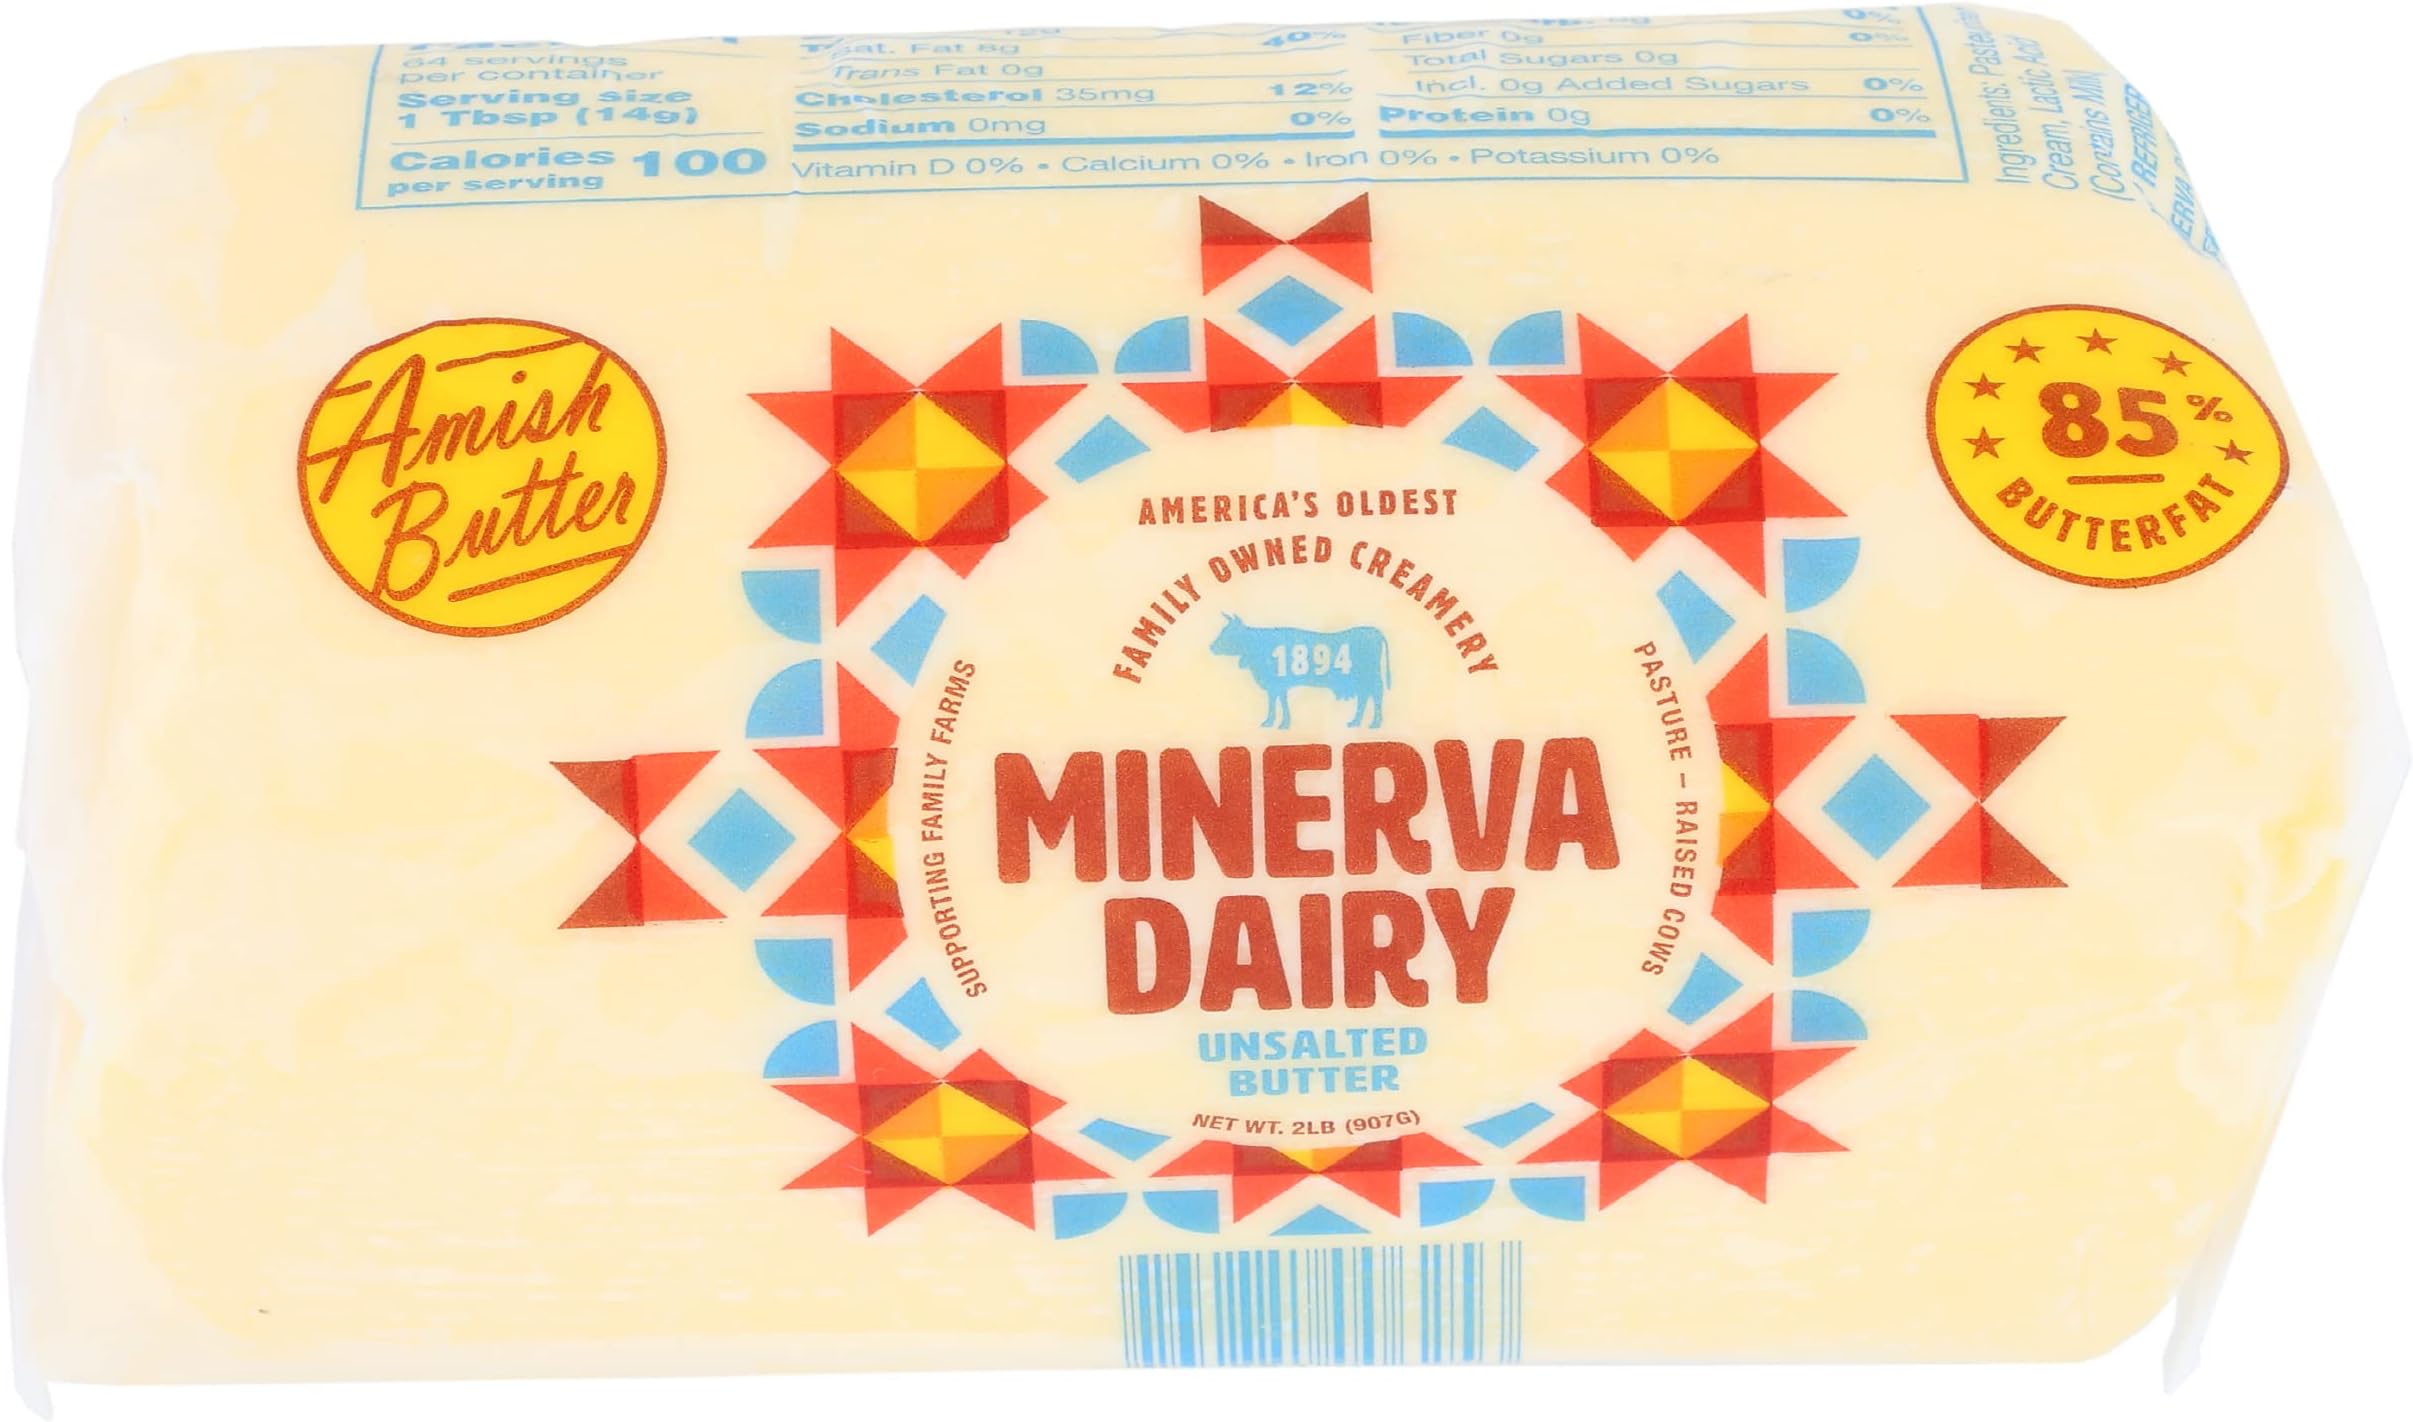 64 servings
per container
Serving size
1 Tbsp (14g)
Calories 100
per serving
Sat. Fat 8g 40%
Trans Fat 0g
Cholesterol 35mg 12%
Sodium 0mg 0%
0%
Fiber 0g 0%
Total Sugars 0g
Incl. 0g Added Sugars 0%
Protein 0g 0%
Vitamin D 0% • Calcium 0% • Iron 0% • Potassium 0%
Ingredients:
Cream, Lactic Acid
(Contains Milk
Amish
Butter
85%
BUTTERFAT
AMERICA'S OLDEST
FAMILY OWNED CREAMERY
1894
SUPPORTING FAMILY FARMS
PASTURE - RAISED COWS
MINERVA
DAIRY
UNSALTED
BUTTER
NET WT. 2LB (907G)